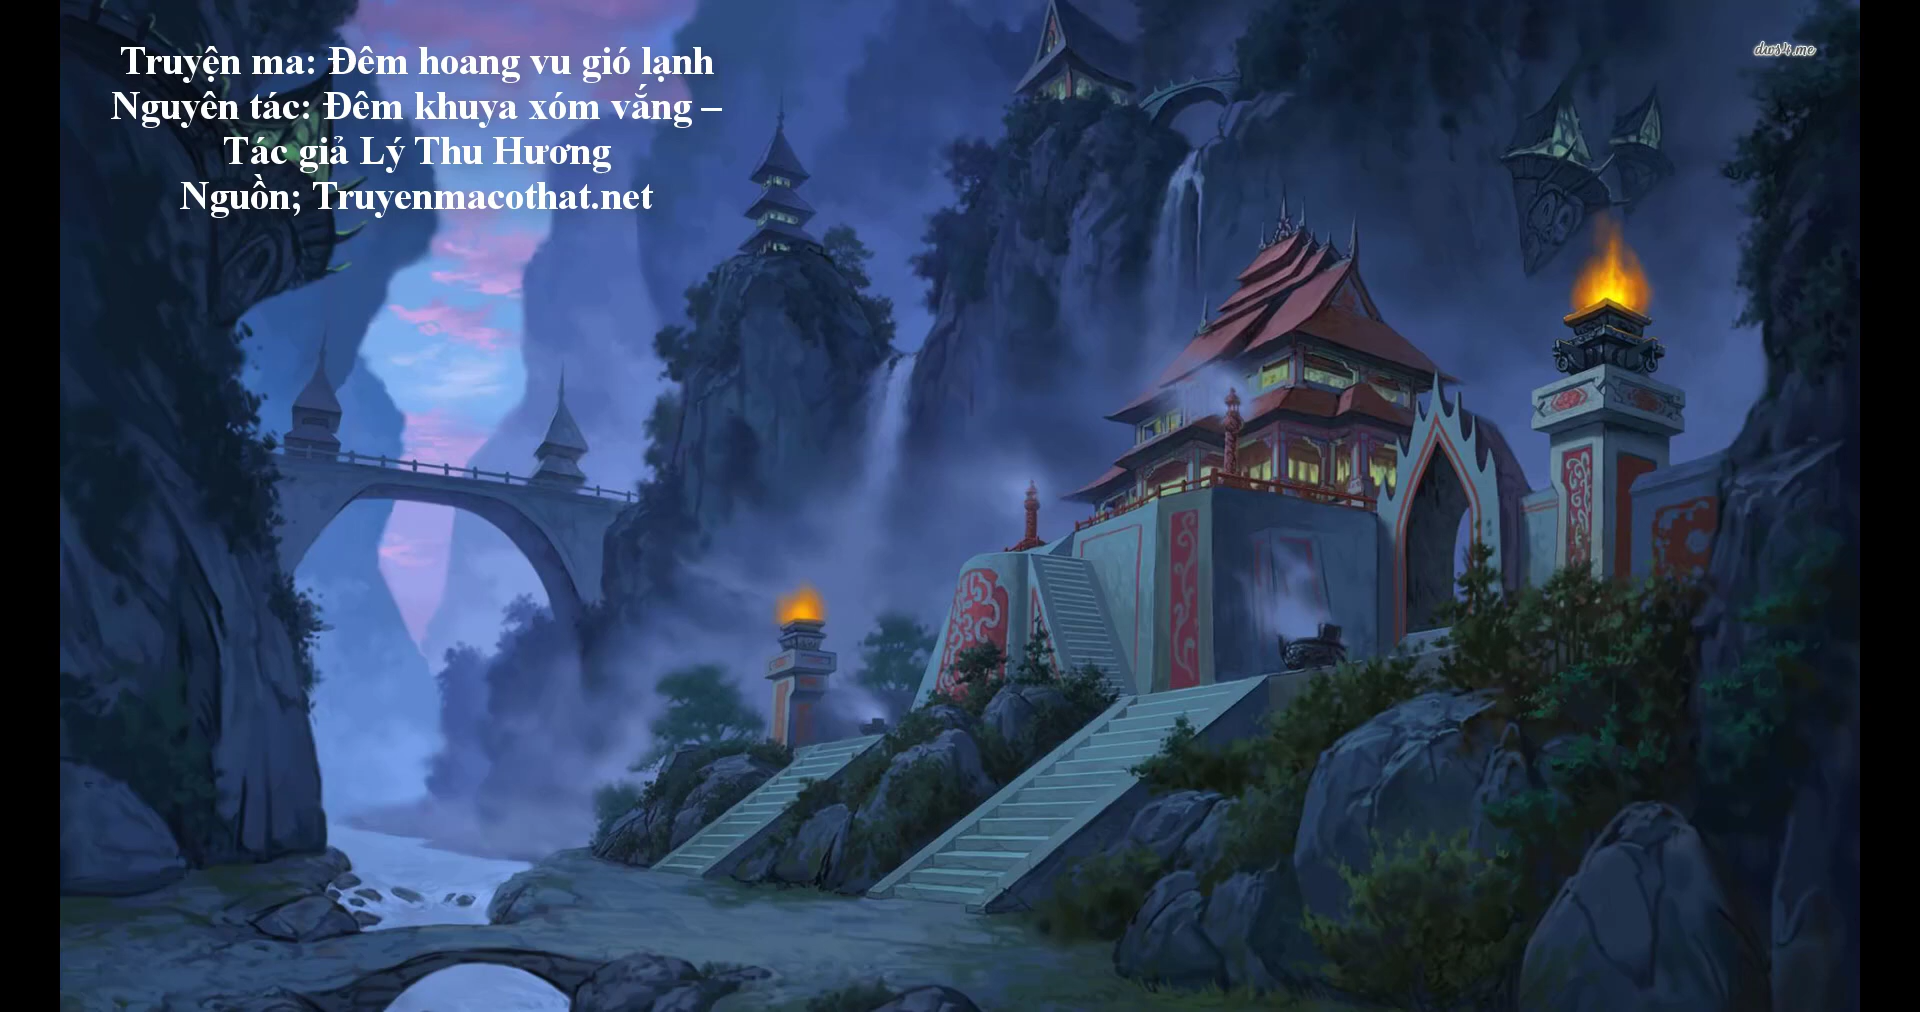 Truyện ma: Đêm hoang vu gió lạnh
Nguyên tác: Đêm khuya xóm vắng –
Tác giả Lý Thu Hương
Nguồn; Truyenmacothat.net